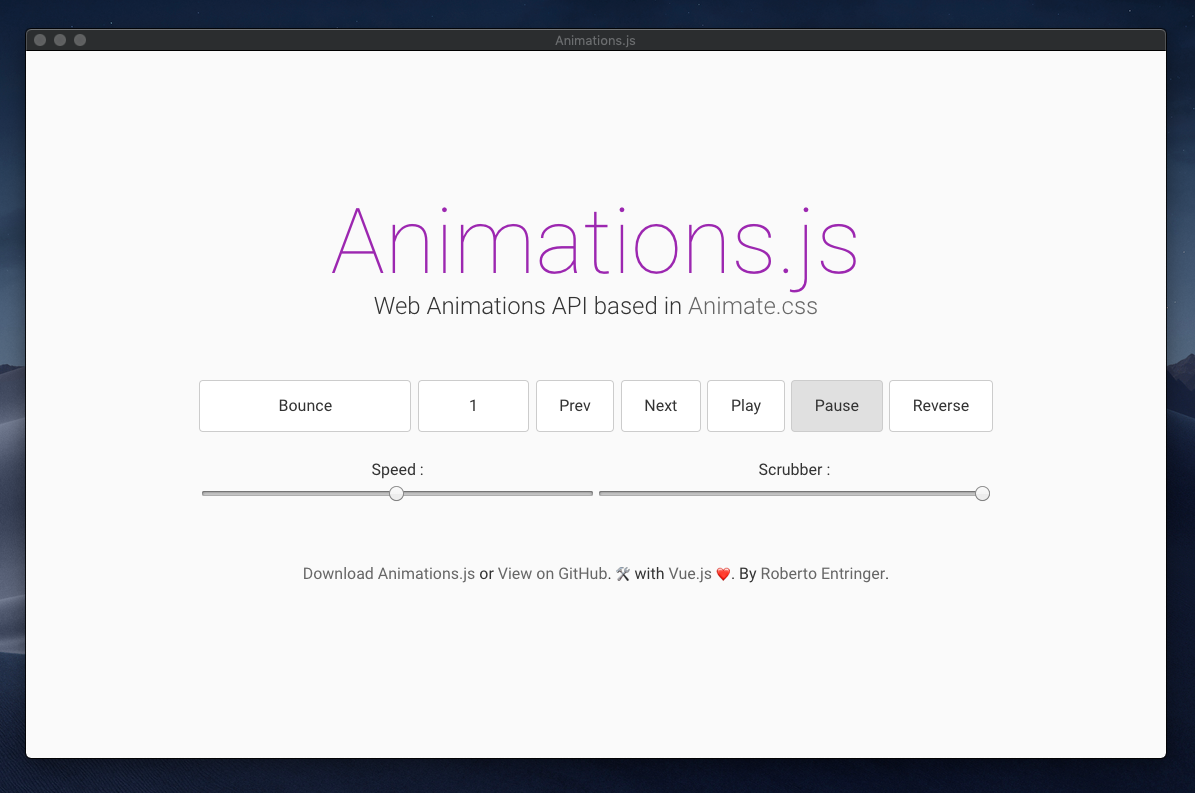 Animations.js
Animations.js
Web Animations API based in Animate.css
Bounce 1 Prev Next Play Pause Reverse
Speed : Scrubber :
Download Animations.js or View on GitHub. 🛠 with Vue.js ❤️. By Roberto Entringer.